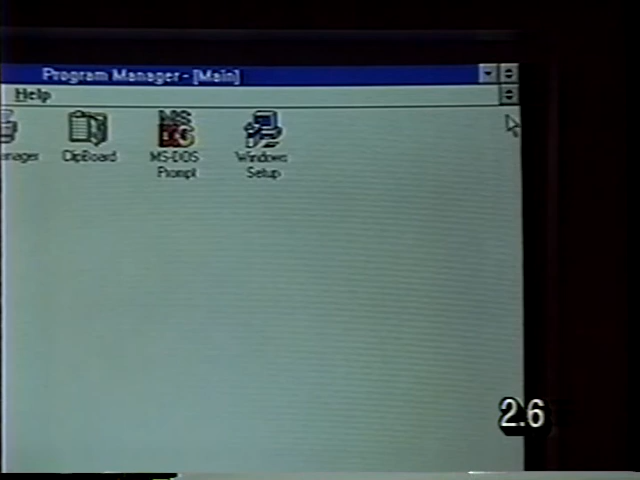 Program Manager - [Main]
Help
anager
ClipBoard
MS-DOS
Prompt
Windows
Setup
MS
DOS
2.6